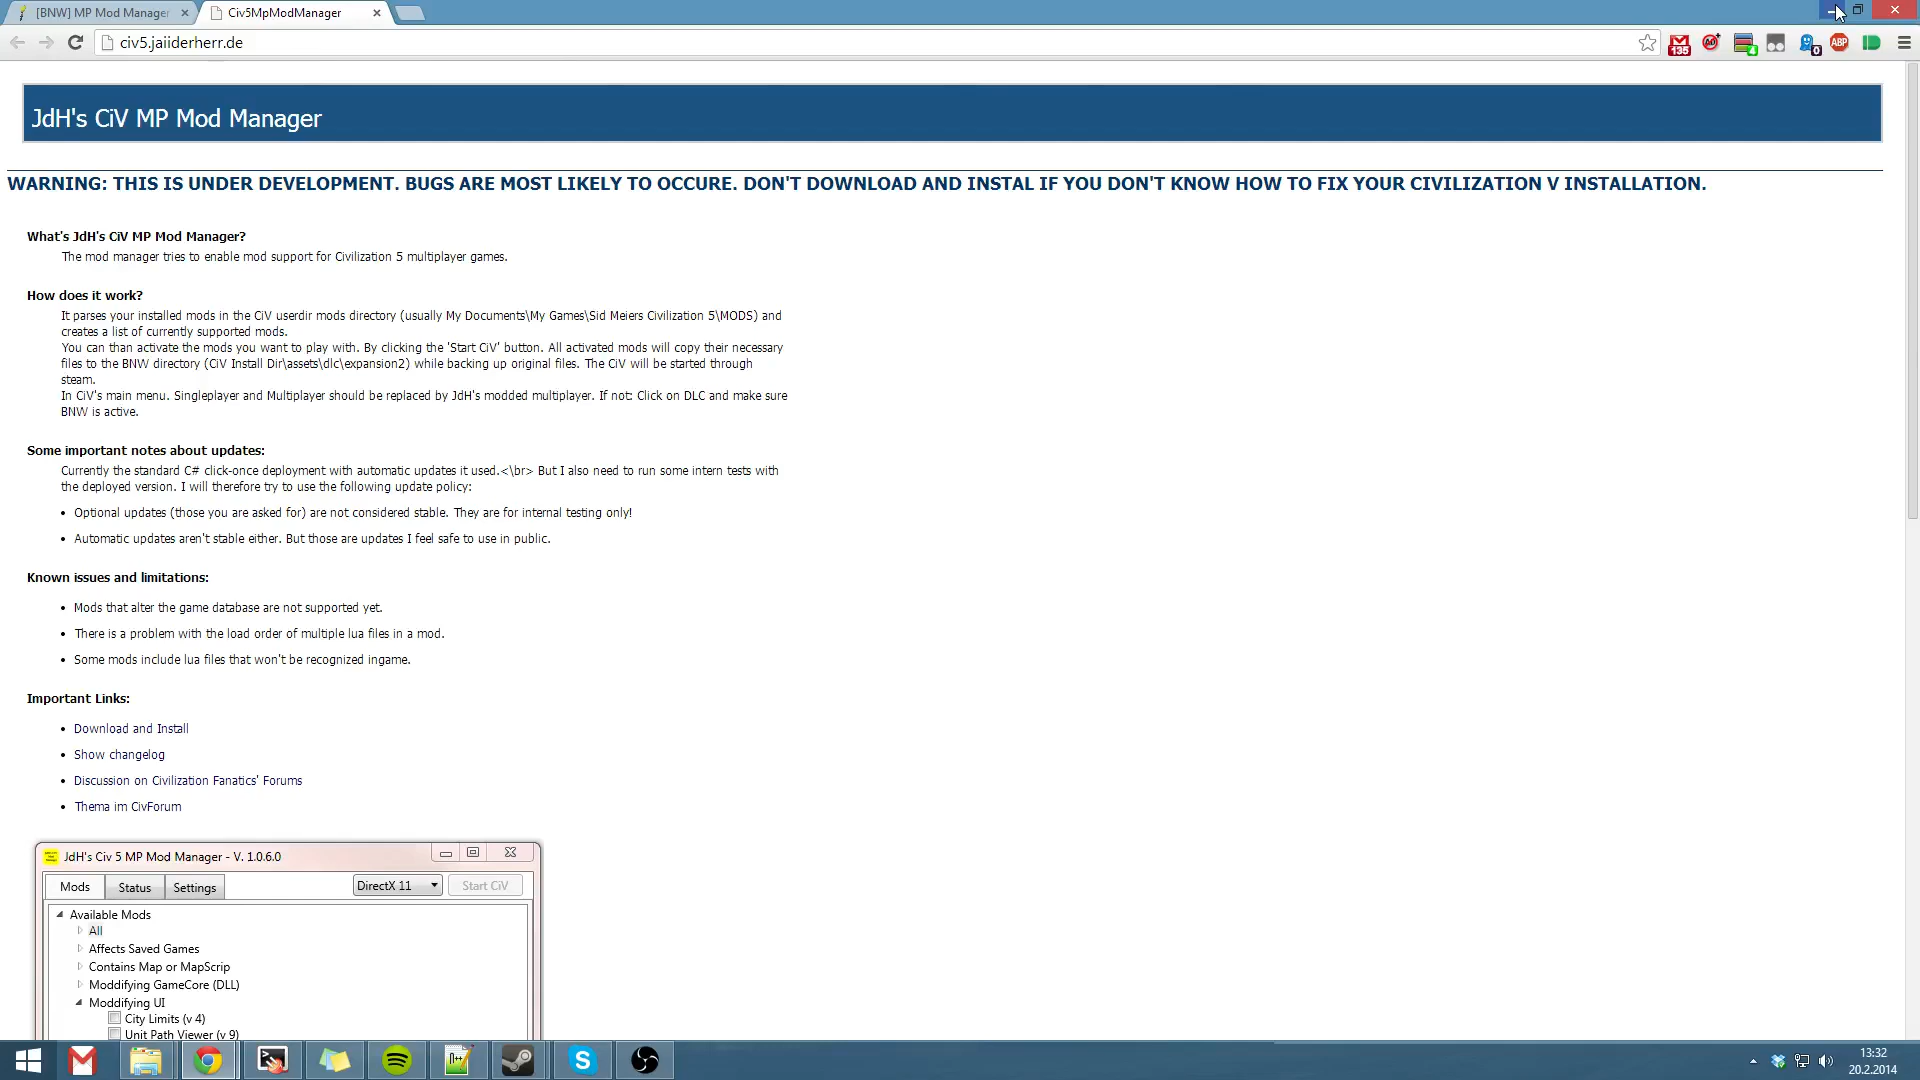 [BNW] MP Mod Manager
Civ5MpModManager
civ5.jaiiderherr.de
135
4
0
ABP
JdH's CiV MP Mod Manager
WARNING: THIS IS UNDER DEVELOPMENT. BUGS ARE MOST LIKELY TO OCCURE. DON'T DOWNLOAD AND INSTAL IF YOU DON'T KNOW HOW TO FIX YOUR CIVILIZATION V INSTALLATION.
What's JdH's CiV MP Mod Manager?
The mod manager tries to enable mod support for Civilization 5 multiplayer games.
How does it work?
It parses your installed mods in the CiV userdir mods directory (usually My Documents\My Games\Sid Meiers Civilization 5\MODS) and
creates a list of currently supported mods.
You can than activate the mods you want to play with. By clicking the 'Start CiV' button. All activated mods will copy their necessary
files to the BNW directory (CiV Install Dir\assets\dlc\expansion2) while backing up original files. The CiV will be started through
steam.
In CiV's main menu. Singleplayer and Multiplayer should be replaced by JdH's modded multiplayer. If not: Click on DLC and make sure
BNW is active.
Some important notes about updates:
Currently the standard C# click-once deployment with automatic updates it used.<\br> But I also need to run some intern tests with
the deployed version. I will therefore try to use the following update policy:
• Optional updates (those you are asked for) are not considered stable. They are for internal testing only!
• Automatic updates aren't stable either. But those are updates I feel safe to use in public.
Known issues and limitations:
• Mods that alter the game database are not supported yet.
• There is a problem with the load order of multiple lua files in a mod.
• Some mods include lua files that won't be recognized ingame.
Important Links:
• Download and Install
• Show changelog
• Discussion on Civilization Fanatics' Forums
• Thema im CivForum
JdH's Civ 5 MP Mod Manager - V. 1.0.6.0
Mods Status Settings DirectX 11 Start CiV
Available Mods
All
Affects Saved Games
Contains Map or MapScrip
Moddifying GameCore (DLL)
Moddifying UI
City Limits (v 4)
Unit Path Viewer (v 9)
13:32
20.2.2014